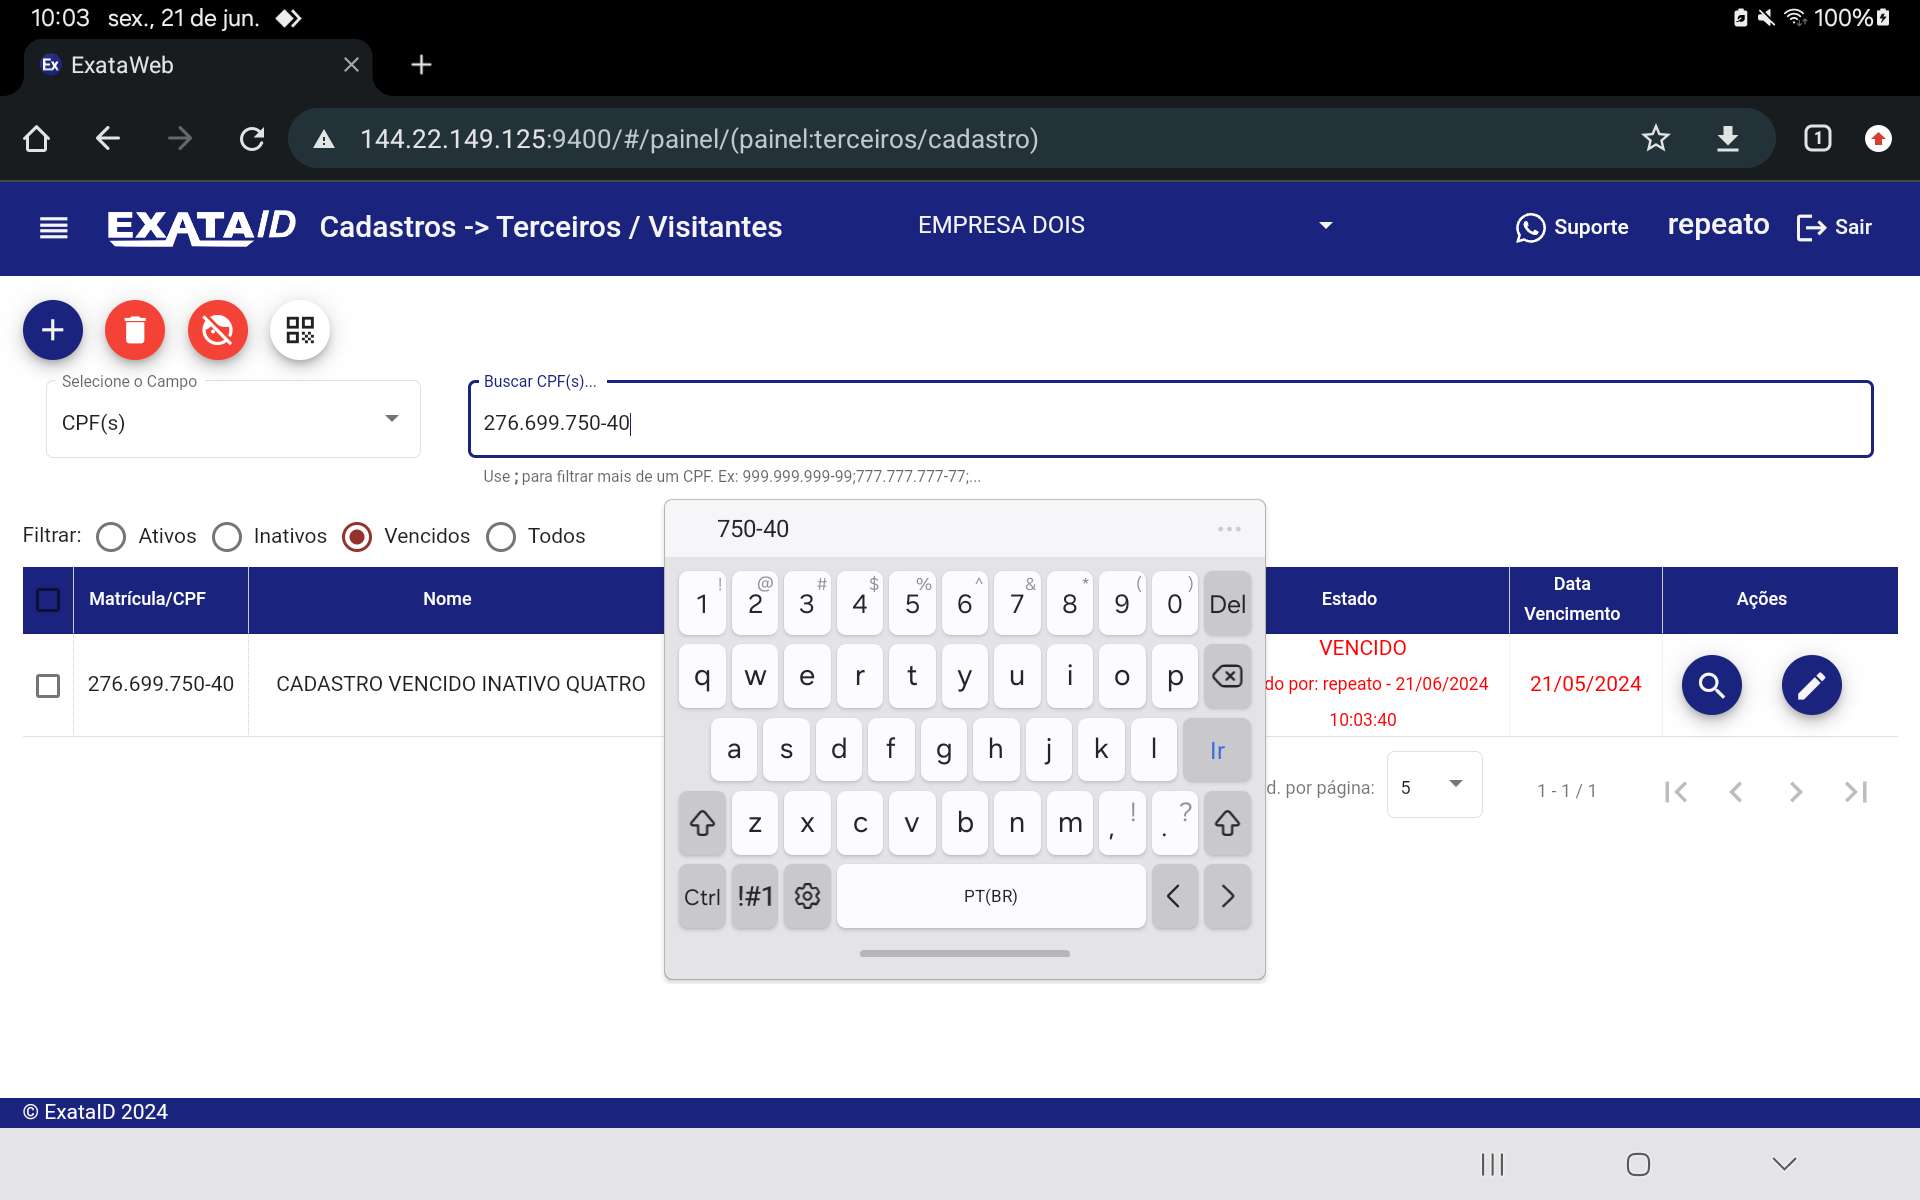 10:03 sex., 21 de jun.
100%
Ex ExataWeb
144.22.149.125:9400/#/painel/(painel:terceiros/cadastro)
1
EXATAID Cadastros -> Terceiros / Visitantes EMPRESA DOIS Suporte repeato Sair
Selecione o Campo
CPF(s)
Buscar CPF(s)...
276.699.750-40
Use ; para filtrar mais de um CPF. Ex: 999.999.999-99;777.777.777-77;...
Filtrar: Ativos Inativos Vencidos Todos
Matrícula/CPF Nome Estado Data Vencimento Ações
276.699.750-40 CADASTRO VENCIDO INATIVO QUATRO
VENCIDO
do por: repeato - 21/06/2024
10:03:40
21/05/2024
d. por página: 5 1 - 1 / 1
750-40 ...
! @ # $ % ^ & * ( )
1 2 3 4 5 6 7 8 9 0 Del
q w e r t y u i o p
a s d f g h j k l Ir
z x c v b n m , ! . ?
Ctrl !#1 PT(BR) < >
© ExataID 2024